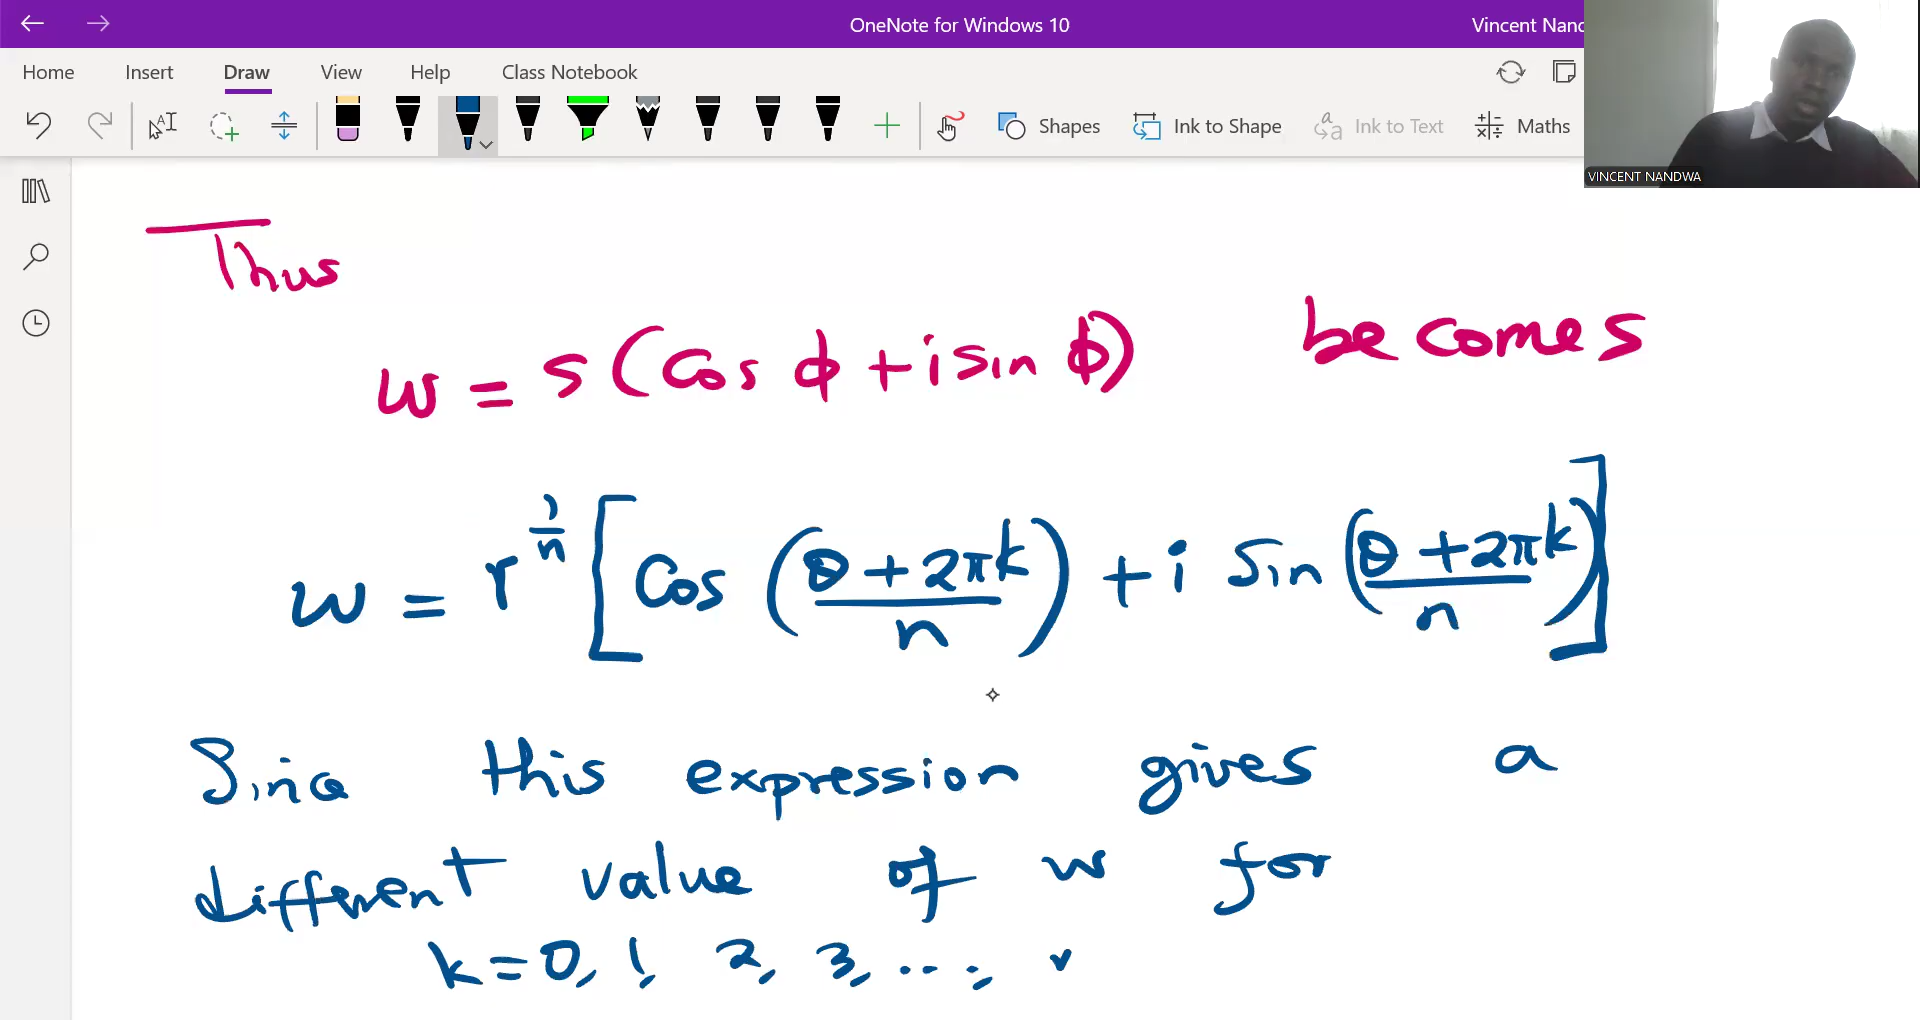 OneNote for Windows 10
Vincent Nand
Home Insert Draw View Help Class Notebook
Shapes Ink to Shape Ink to Text Maths
VINCENT NANDWA
Thus
w = s (cos ϕ + i sin ϕ) becomes
w = r^{1/n} [Cos ((θ + 2πk)/n) + i Sin ((θ + 2πk)/n)]
Since this expression gives a
different value of w for
k = 0, 1, 2, 3, ...,